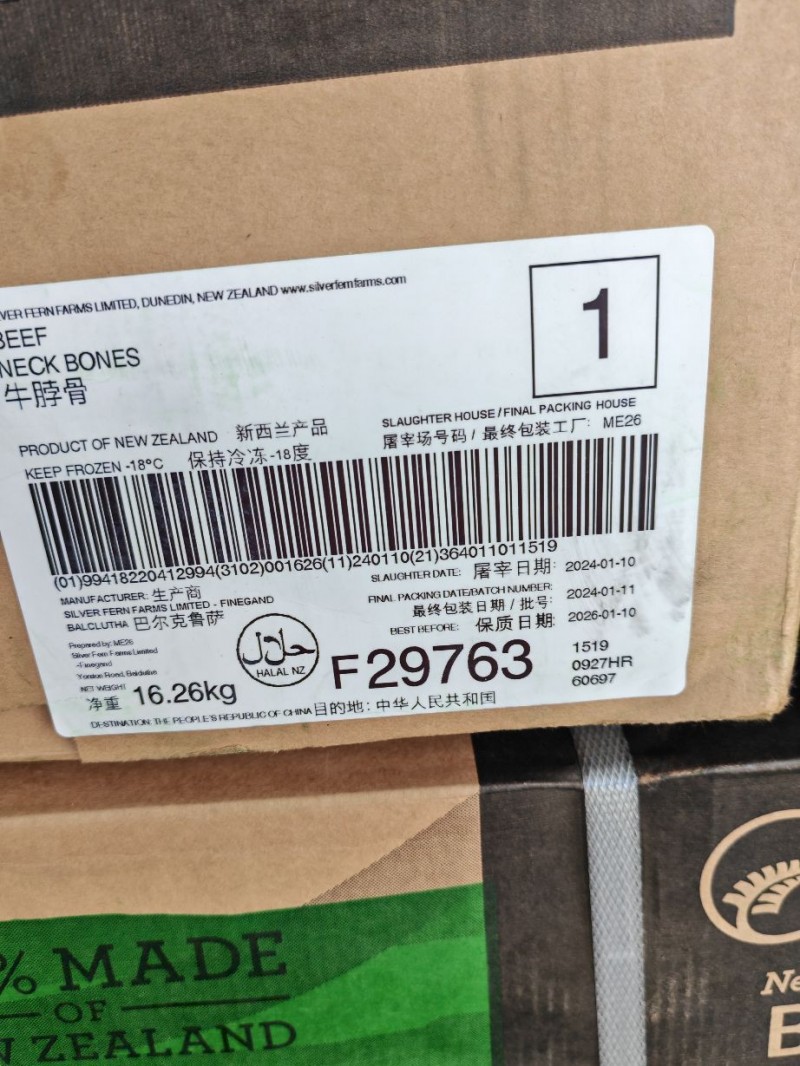 VER FERN FARMS LIMITED, DUNEDIN, NEW ZEALAND www.silverfernfarms.com
BEEF
NECK BONES
牛脖骨
1
PRODUCT OF NEW ZEALAND 新西兰产品
KEEP FROZEN -18°C 保持冷冻-18度
SLAUGHTER HOUSE / FINAL PACKING HOUSE
屠宰场号码 / 最终包装工厂: ME26
(01)99418220412994(3102)001626(11)240110(21)364011011519
MANUFACTURER: 生产商
SILVER FERN FARMS LIMITED - FINEGAND
BALCLUTHA 巴尔克鲁萨
Prepared by: ME26
Silver Fern Farms Limited
-Finegand
NET WEIGHT
净重 16.26kg
HALAL NZ
حلال
SLAUGHTER DATE: 屠宰日期: 2024-01-10
FINAL PACKING DATE/BATCH NUMBER: 2024-01-11
最终包装日期 / 批号:
BEST BEFORE: 保质日期: 2026-01-10
F29763
1519
0927HR
60697
DESTINATION: THE PEOPLE'S REPUBLIC OF CHINA 目的地: 中华人民共和国
% MADE
OF
ZEALAND
Ne